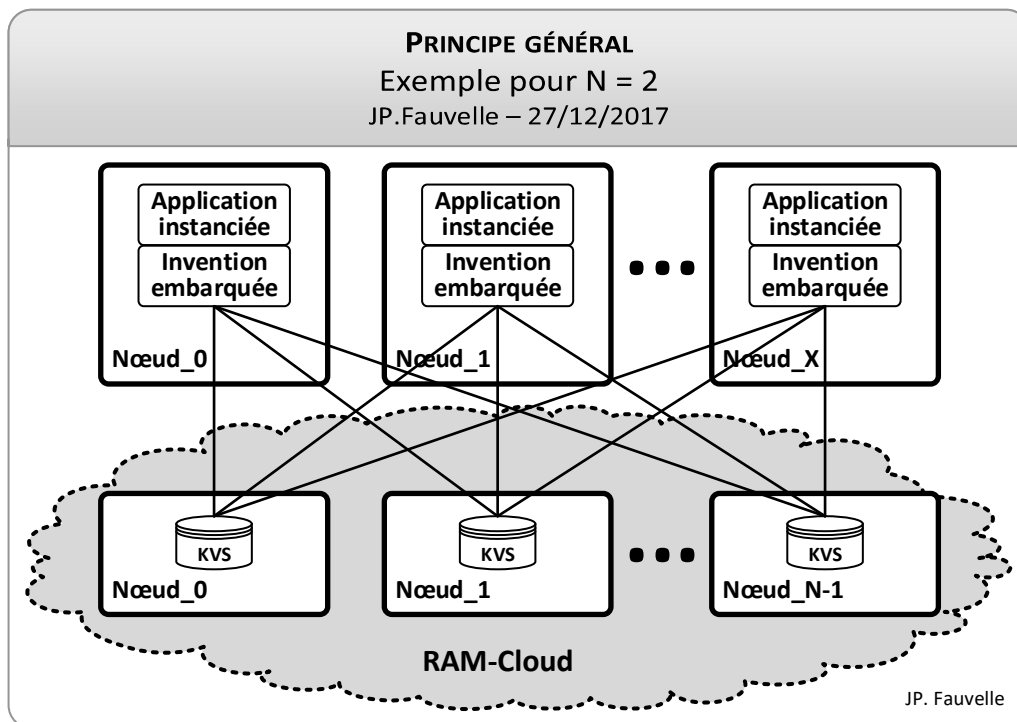 PRINCIPE GÉNÉRAL
Exemple pour N = 2
JP.Fauvelle – 27/12/2017
Application
instanciée
Invention
embarquée
Nœud_0
Application
instanciée
Invention
embarquée
Nœud_1
Application
instanciée
Invention
embarquée
Nœud_X
KVS
Nœud_0
KVS
Nœud_1
KVS
Nœud_N-1
RAM-Cloud
JP. Fauvelle